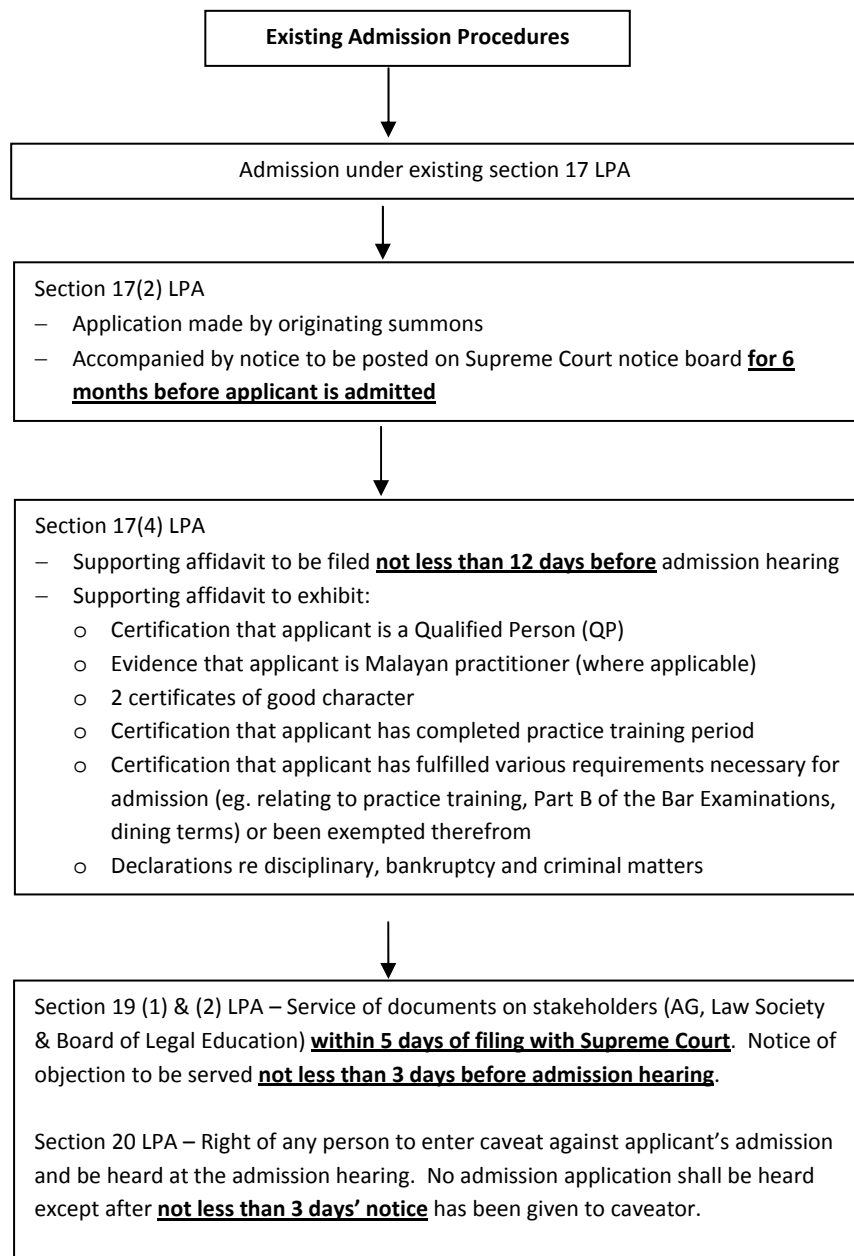 Existing Admission Procedures
Admission under existing section 17 LPA
Section 17(2) LPA
− Application made by originating summons
− Accompanied by notice to be posted on Supreme Court notice board for 6
months before applicant is admitted
Section 17(4) LPA
− Supporting affidavit to be filed not less than 12 days before admission hearing
− Supporting affidavit to exhibit:
o Certification that applicant is a Qualified Person (QP)
o Evidence that applicant is Malayan practitioner (where applicable)
o 2 certificates of good character
o Certification that applicant has completed practice training period
o Certification that applicant has fulfilled various requirements necessary for
admission (eg. relating to practice training, Part B of the Bar Examinations,
dining terms) or been exempted therefrom
o Declarations re disciplinary, bankruptcy and criminal matters
Section 19 (1) & (2) LPA – Service of documents on stakeholders (AG, Law Society
& Board of Legal Education) within 5 days of filing with Supreme Court. Notice of
objection to be served not less than 3 days before admission hearing.
Section 20 LPA – Right of any person to enter caveat against applicant’s admission
and be heard at the admission hearing. No admission application shall be heard
except after not less than 3 days’ notice has been given to caveator.